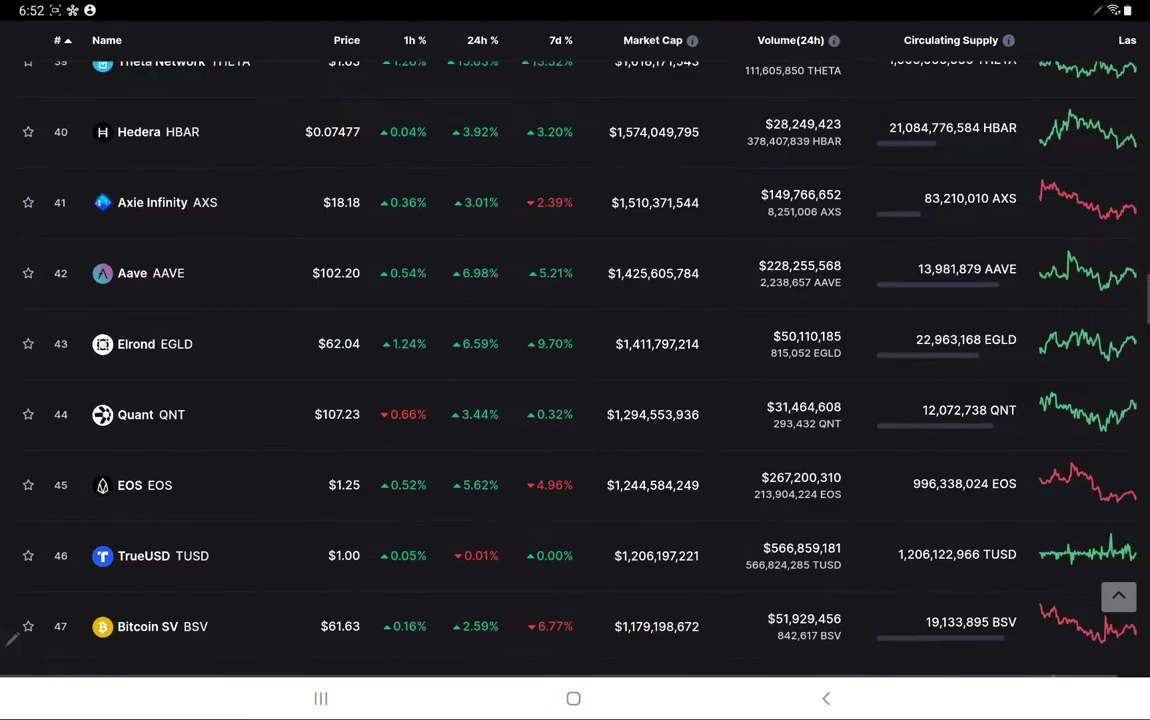 6:52
# Name Price 1h % 24h % 7d % Market Cap Volume(24h) Circulating Supply Las
39 Theta Network THETA $1.63 1.26% 13.32%
111,605,850 THETA
40 Hedera HBAR $0.07477 0.04% 3.92% 3.20% $1,574,049,795 $28,249,423 21,084,776,584 HBAR
378,407,839 HBAR
41 Axie Infinity AXS $18.18 0.36% 3.01% 2.39% $1,510,371,544 $149,766,652 83,210,010 AXS
8,251,006 AXS
42 Aave AAVE $102.20 0.54% 6.98% 5.21% $1,425,605,784 $228,255,568 13,981,879 AAVE
2,238,657 AAVE
43 Elrond EGLD $62.04 1.24% 6.59% 9.70% $1,411,797,214 $50,110,185 22,963,168 EGLD
815,052 EGLD
44 Quant QNT $107.23 0.66% 3.44% 0.32% $1,294,553,936 $31,464,608 12,072,738 QNT
293,432 QNT
45 EOS EOS $1.25 0.52% 5.62% 4.96% $1,244,584,249 $267,200,310 996,338,024 EOS
213,904,224 EOS
46 TrueUSD TUSD $1.00 0.05% 0.01% 0.00% $1,206,197,221 $566,859,181 1,206,122,966 TUSD
566,824,285 TUSD
47 Bitcoin SV BSV $61.63 0.16% 2.59% 6.77% $1,179,198,672 $51,929,456 19,133,895 BSV
842,617 BSV